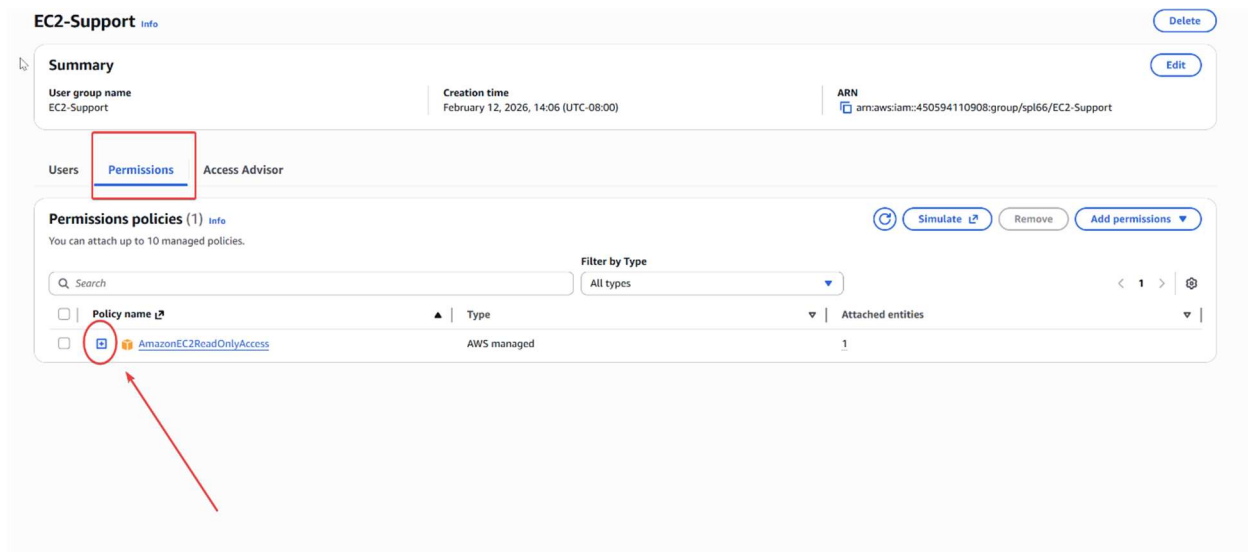 EC2-Support Info
Delete
Summary
Edit
User group name
EC2-Support
Creation time
February 12, 2026, 14:06 (UTC-08:00)
ARN
arn:aws:iam::450594110908:group/spl66/EC2-Support
Users
Permissions
Access Advisor
Permissions policies (1) Info
Simulate
Remove
Add permissions
You can attach up to 10 managed policies.
Filter by Type
Search
All types
1
Policy name
Type
Attached entities
AmazonEC2ReadOnlyAccess
AWS managed
1